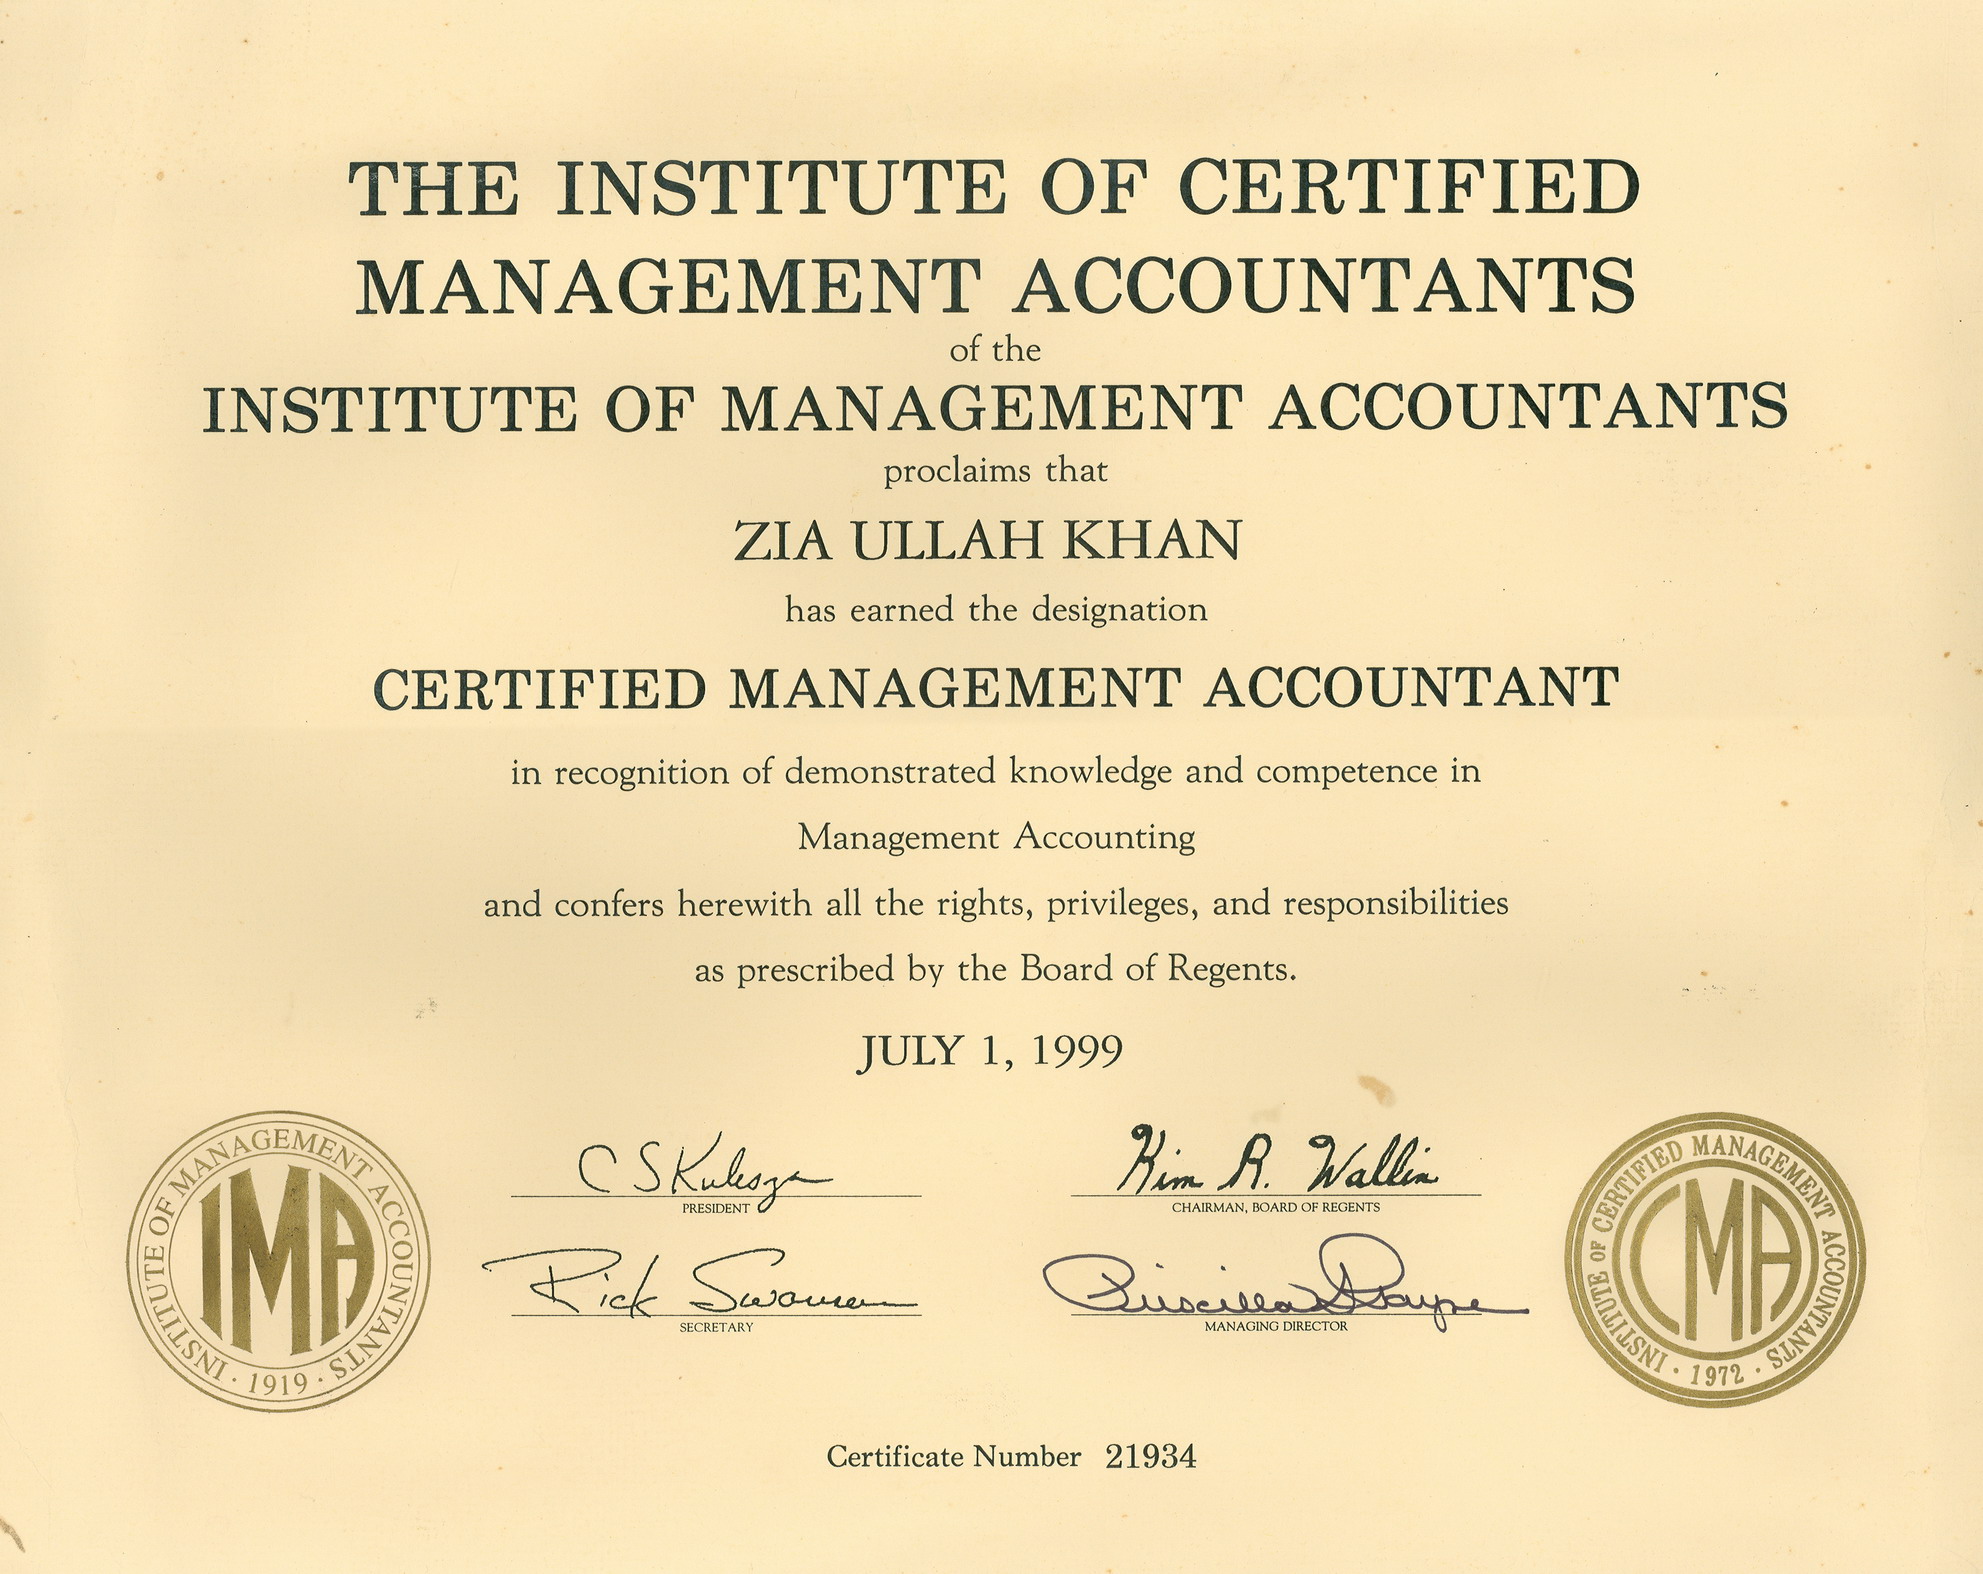 THE INSTITUTE OF CERTIFIED
MANAGEMENT ACCOUNTANTS
of the
INSTITUTE OF MANAGEMENT ACCOUNTANTS
proclaims that
ZIA ULLAH KHAN
has earned the designation
CERTIFIED MANAGEMENT ACCOUNTANT
in recognition of demonstrated knowledge and competence in
Management Accounting
and confers herewith all the rights, privileges, and responsibilities
as prescribed by the Board of Regents.
JULY 1, 1999
C S Kulesza
PRESIDENT
Kim R. Wallin
CHAIRMAN, BOARD OF REGENTS
Rick Swanson
SECRETARY
Priscilla Payne
MANAGING DIRECTOR
INSTITUTE OF MANAGEMENT ACCOUNTANTS
IMA
· 1919 ·
INSTITUTE OF CERTIFIED MANAGEMENT ACCOUNTANTS
CMA
· 1972 ·
Certificate Number 21934